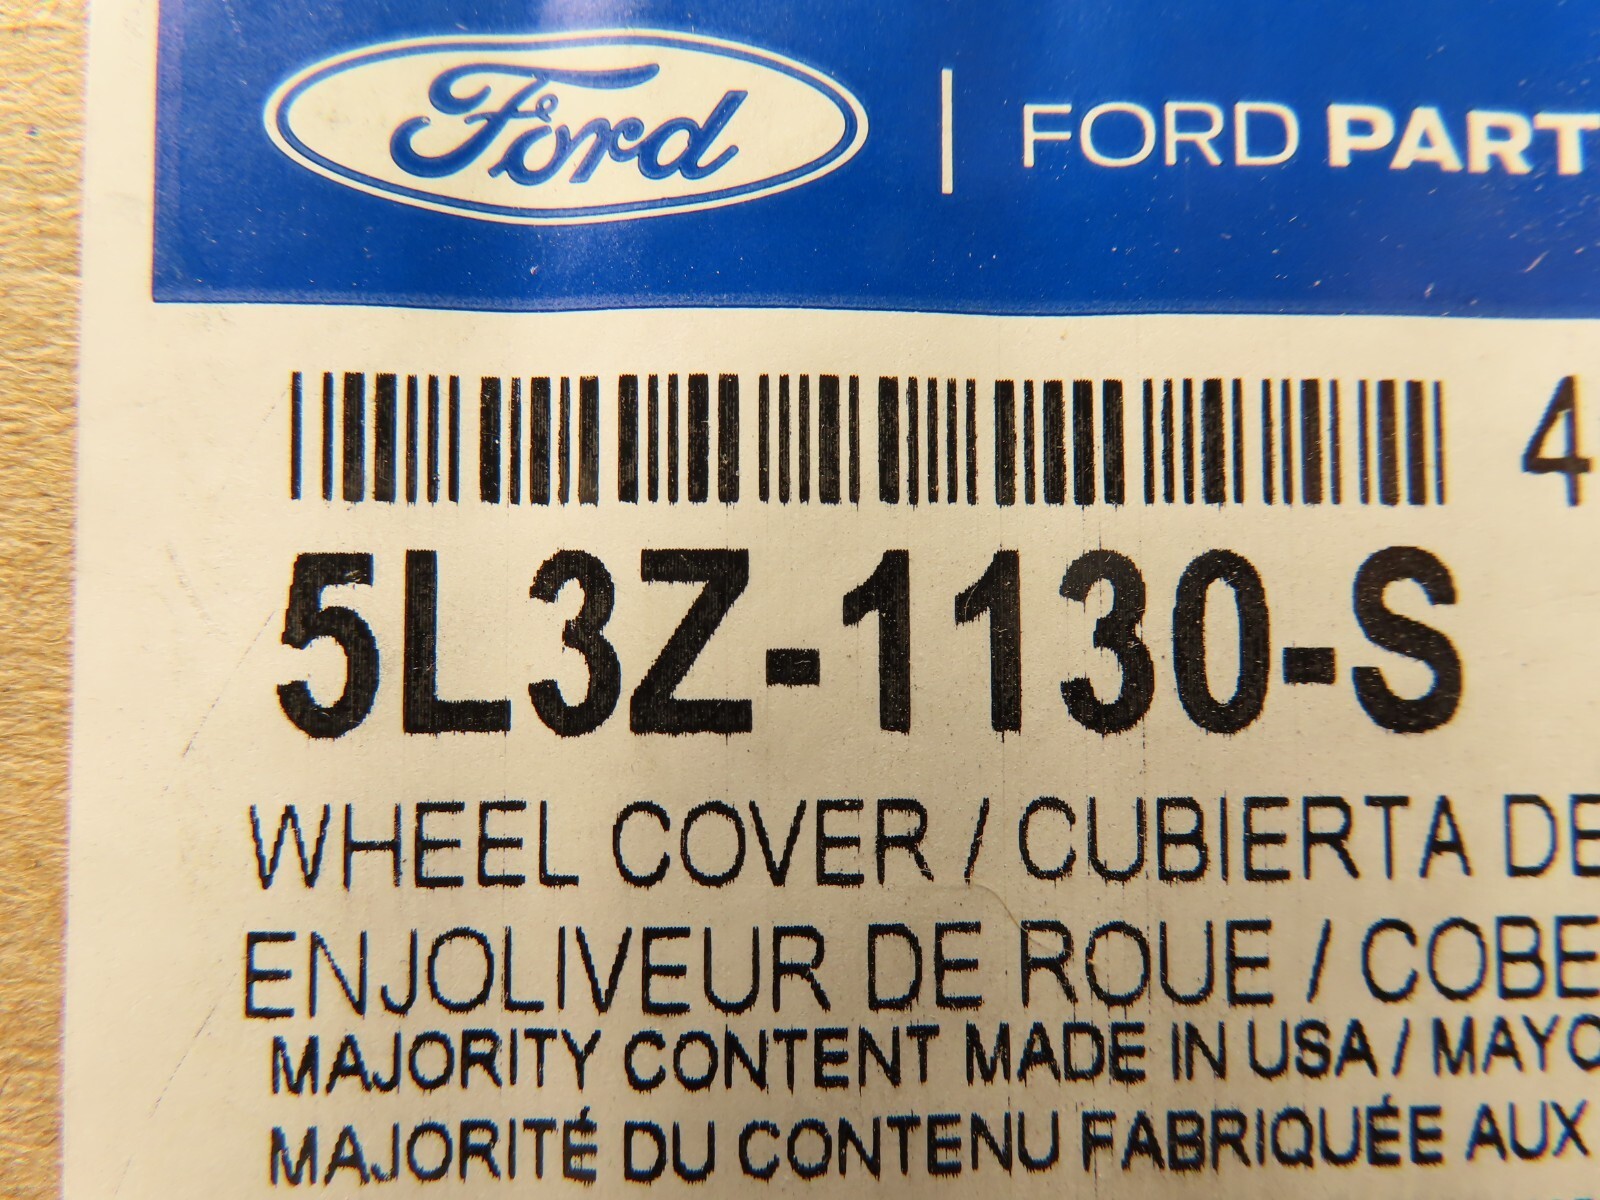 Ford | FORD PART
4
5L3Z-1130-S
WHEEL COVER / CUBIERTA DE
ENJOLIVEUR DE ROUE / COBE
MAJORITY CONTENT MADE IN USA / MAYO
MAJORITÉ DU CONTENU FABRIQUÉE AUX